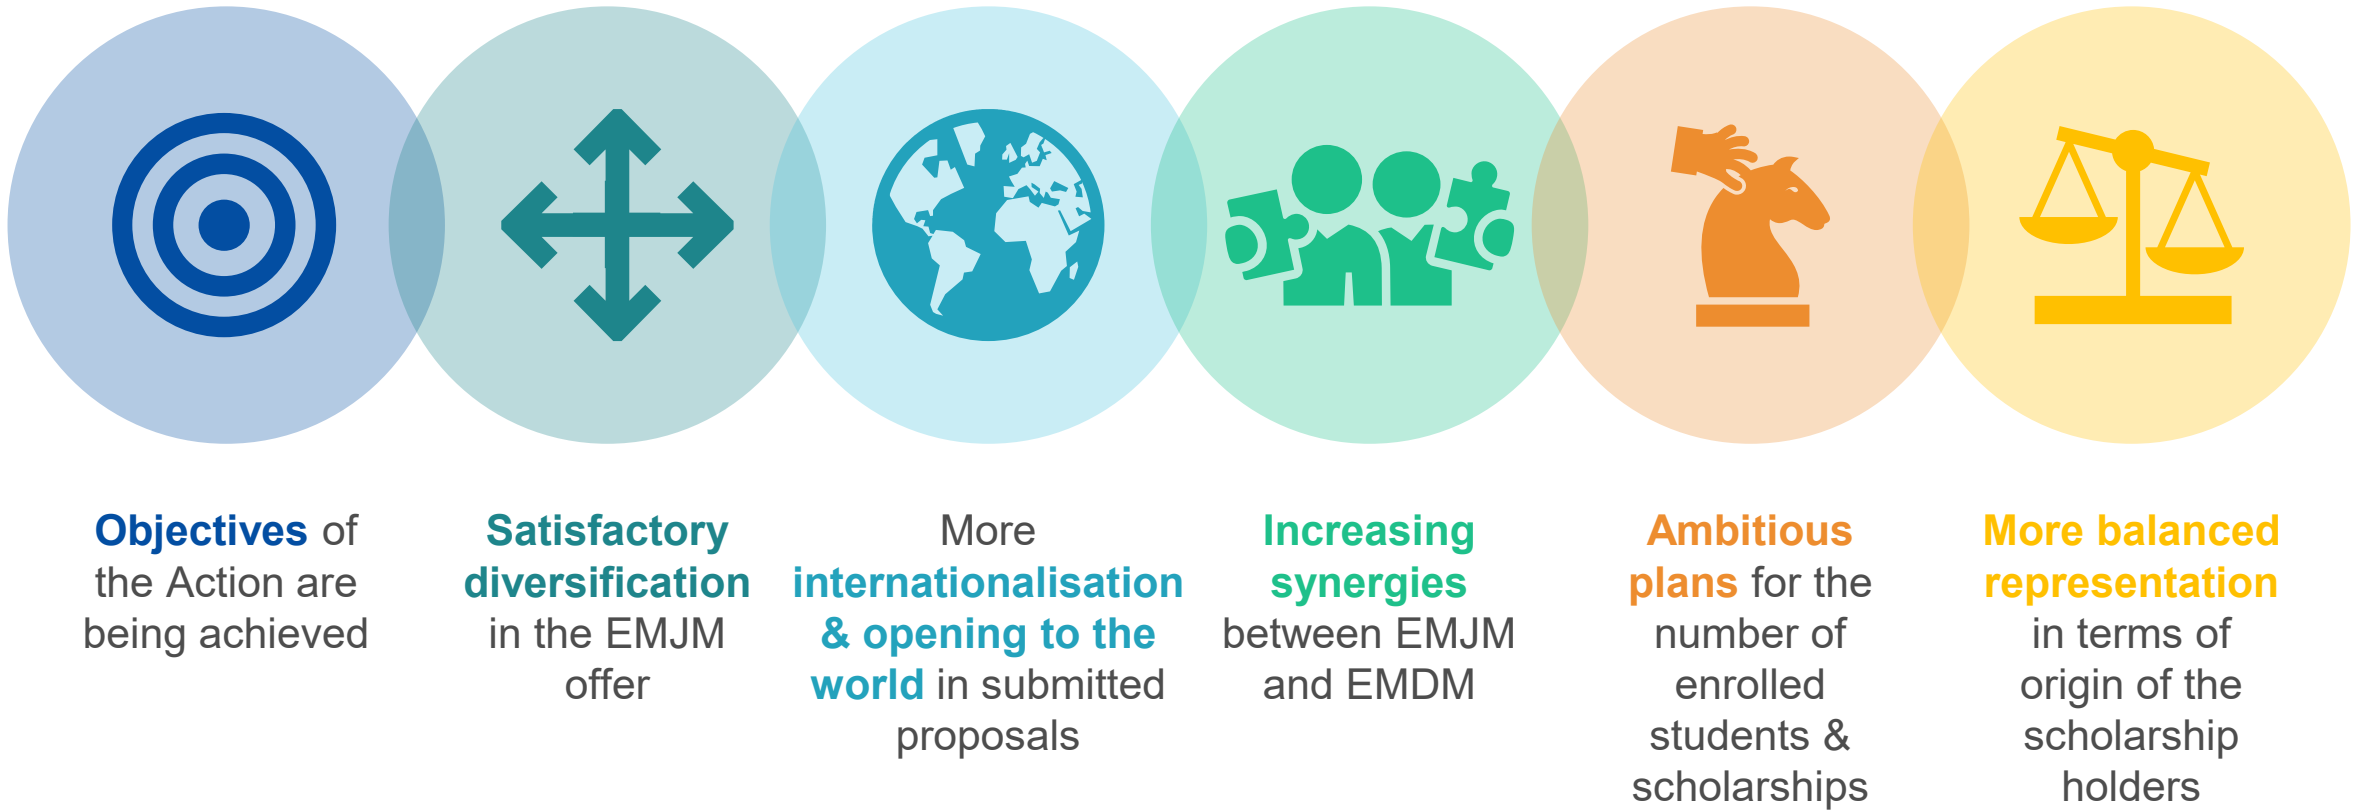 Objectives of
the Action are
being achieved
Satisfactory
diversification
in the EMJM
offer
More
internationalisation
& opening to the
world in submitted
proposals
Increasing
synergies
between EMJM
and EMDM
Ambitious
plans for the
number of
enrolled
students &
scholarships
More balanced
representation
in terms of
origin of the
scholarship
holders